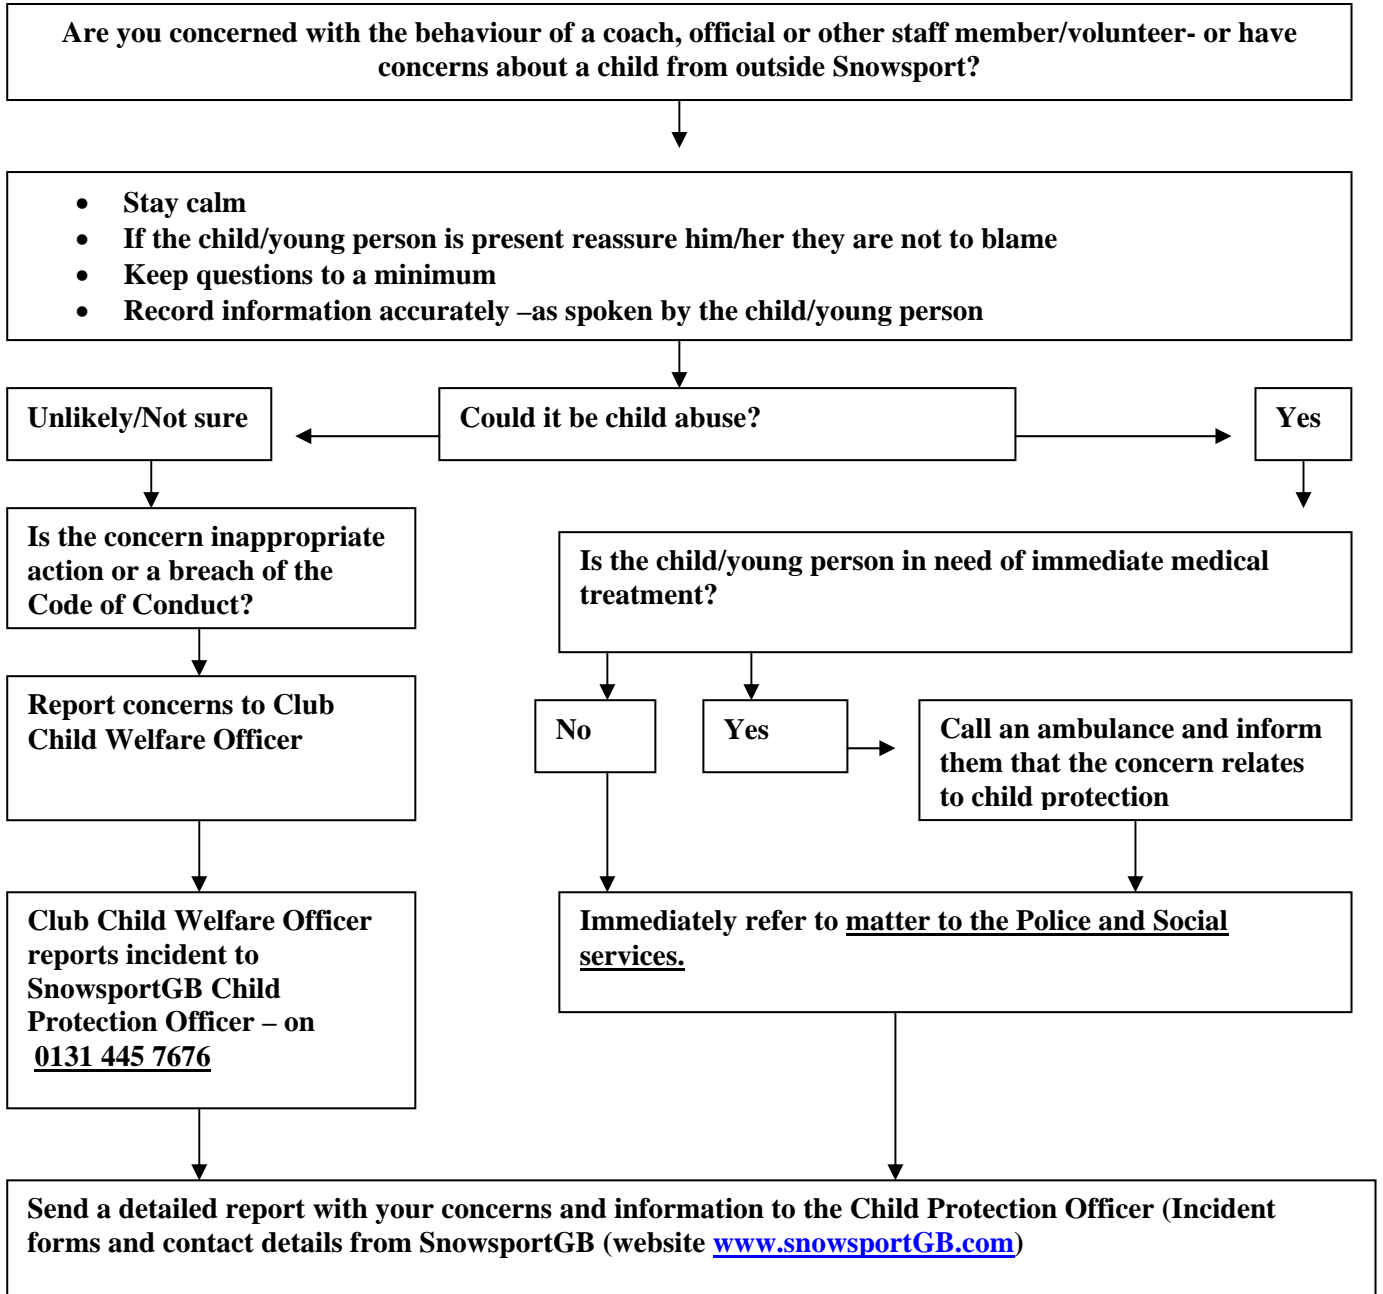 Are you concerned with the behaviour of a coach, official or other staff member/volunteer- or have
concerns about a child from outside Snowsport?
• Stay calm
• If the child/young person is present reassure him/her they are not to blame
• Keep questions to a minimum
• Record information accurately –as spoken by the child/young person
Unlikely/Not sure
Could it be child abuse?
Yes
Is the concern inappropriate
action or a breach of the
Code of Conduct?
Is the child/young person in need of immediate medical
treatment?
Report concerns to Club
Child Welfare Officer
No
Yes
Call an ambulance and inform
them that the concern relates
to child protection
Club Child Welfare Officer
reports incident to
SnowsportGB Child
Protection Officer – on
0131 445 7676
Immediately refer to matter to the Police and Social
services.
Send a detailed report with your concerns and information to the Child Protection Officer (Incident
forms and contact details from SnowsportGB (website www.snowsportGB.com)